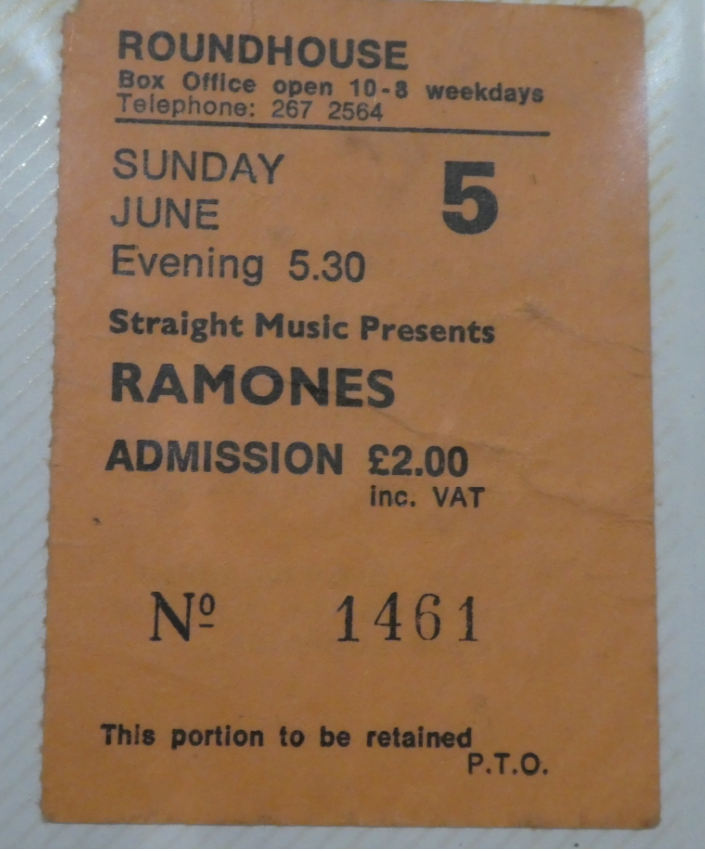 ROUNDHOUSE
Box Office open 10-8 weekdays
Telephone: 267 2564
SUNDAY 5
JUNE
Evening 5.30
Straight Music Presents
RAMONES
ADMISSION £2.00
inc. VAT
Nº 1461
This portion to be retained
P.T.O.